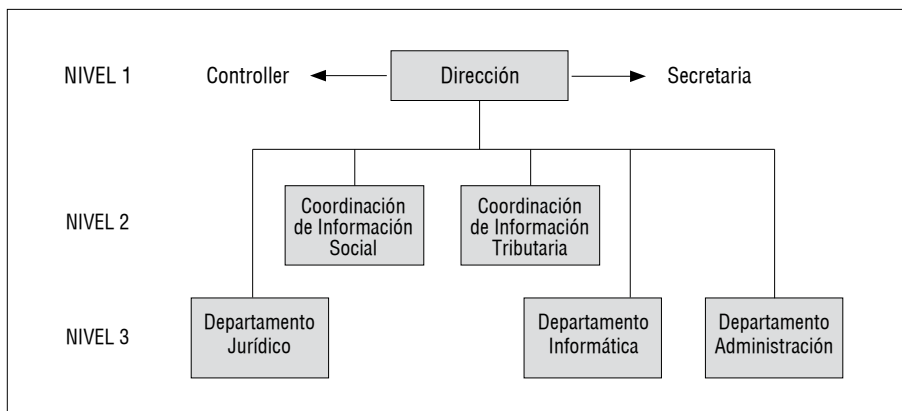 NIVEL 1
Controller
Dirección
Secretaria
NIVEL 2
Coordinación
de Información
Social
Coordinación
de Información
Tributaria
NIVEL 3
Departamento
Jurídico
Departamento
Informática
Departamento
Administración